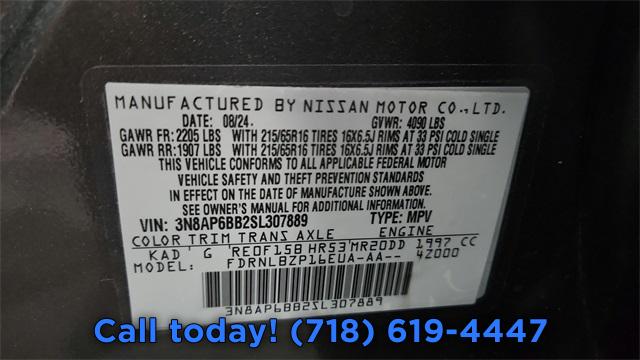 MANUFACTURED BY NISSAN MOTOR CO., LTD.
DATE: 08/24. GVWR: 4090 LBS
GAWR FR: 2205 LBS WITH 215/65R16 TIRES 16X6.5J RIMS AT 33 PSI COLD SINGLE
GAWR RR: 1907 LBS WITH 215/65R16 TIRES 16X6.5J RIMS AT 33 PSI COLD SINGLE
THIS VEHICLE CONFORMS TO ALL APPLICABLE FEDERAL MOTOR
VEHICLE SAFETY AND THEFT PREVENTION STANDARDS
IN EFFECT ON THE DATE OF MANUFACTURE SHOWN ABOVE.
SEE OWNER'S MANUAL FOR ADDITIONAL INFORMATION.
VIN: 3N8AP6BB2SL307889 TYPE: MPV
COLOR TRIM TRANS AXLE ENGINE
KAD G RE0F15B HR53 MR20DD 1997 CC
MODEL: FDRNLBZP16EUA-AA-- 4Z000
3N8AP6BB2SL307889
Call today! (718) 619-4447